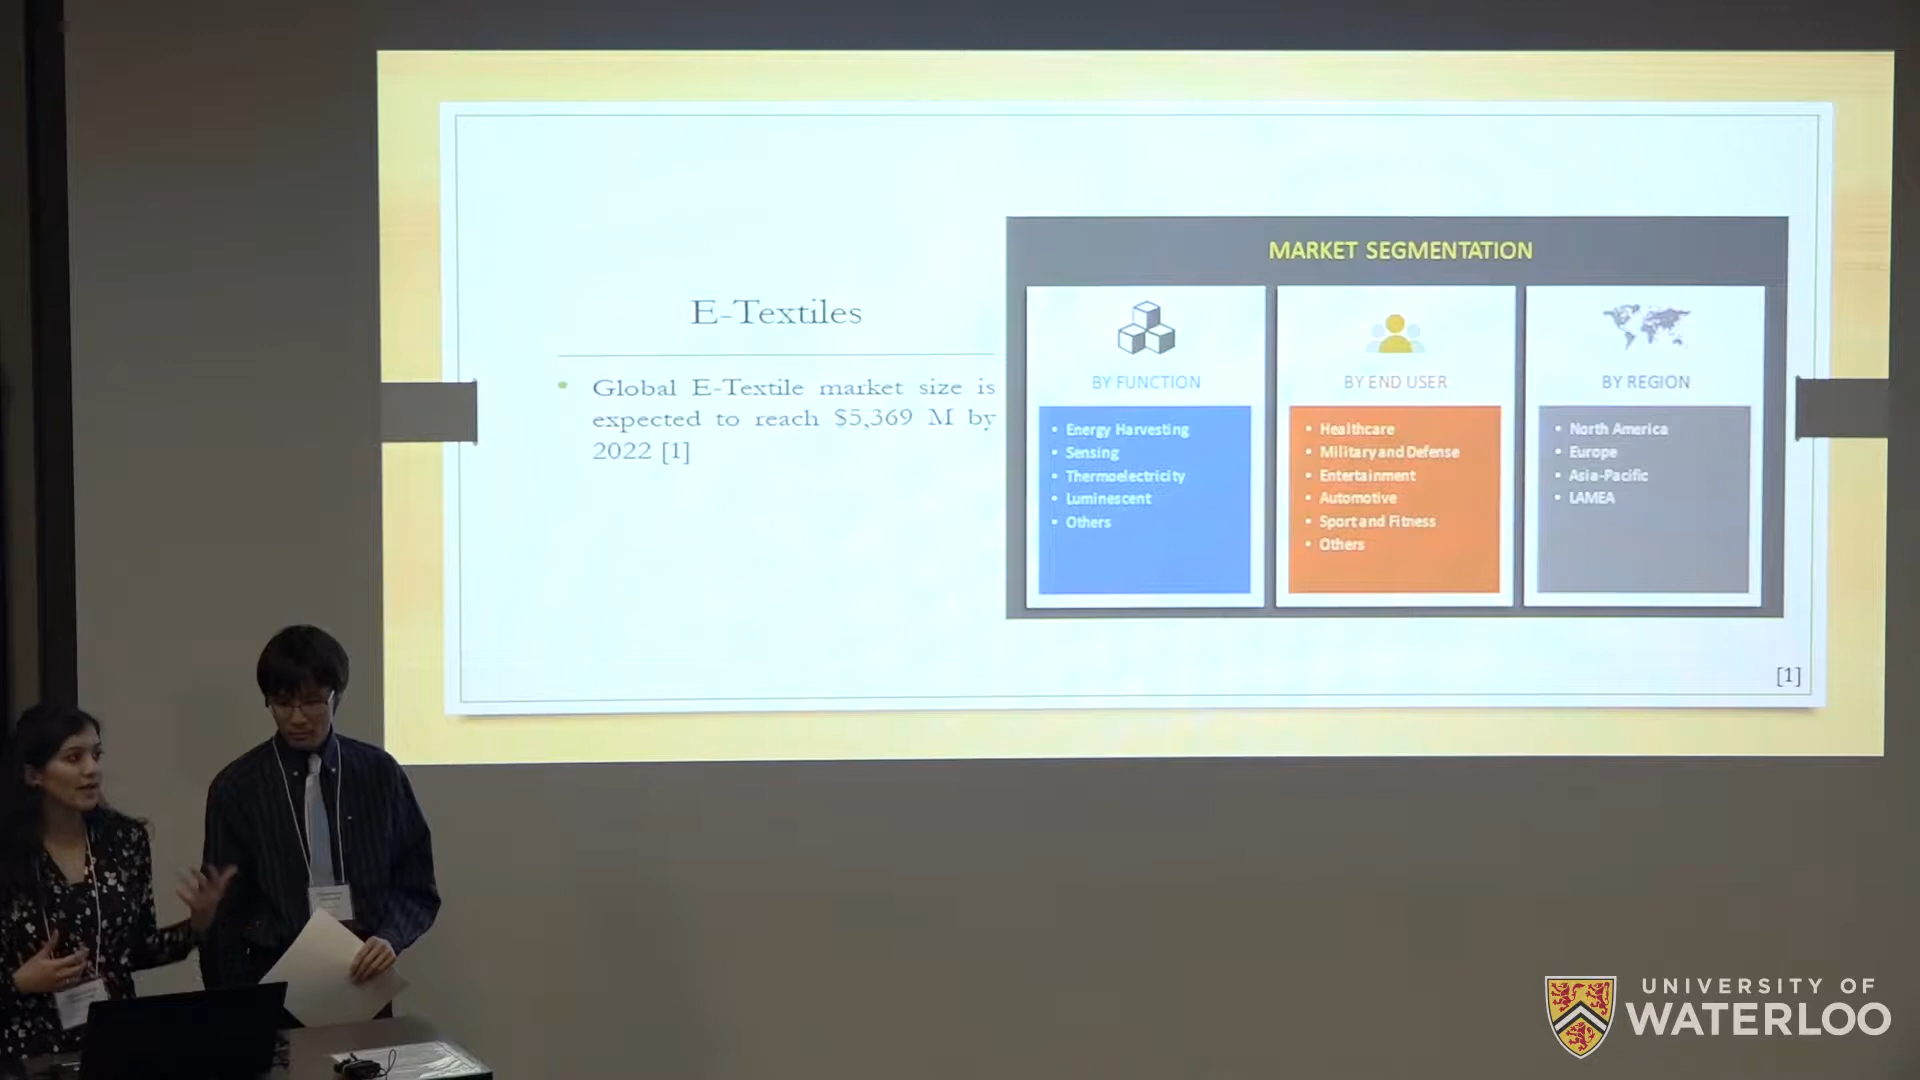 E-Textiles
• Global E-Textile market size is
expected to reach $5,369 M by
2022 [1]
MARKET SEGMENTATION
BY FUNCTION
• Energy Harvesting
• Sensing
• Thermoelectricity
• Luminescent
• Others
BY END USER
• Healthcare
• Military and Defense
• Entertainment
• Automotive
• Sport and Fitness
• Others
BY REGION
• North America
• Europe
• Asia-Pacific
• LAMEA
[1]
UNIVERSITY OF
WATERLOO